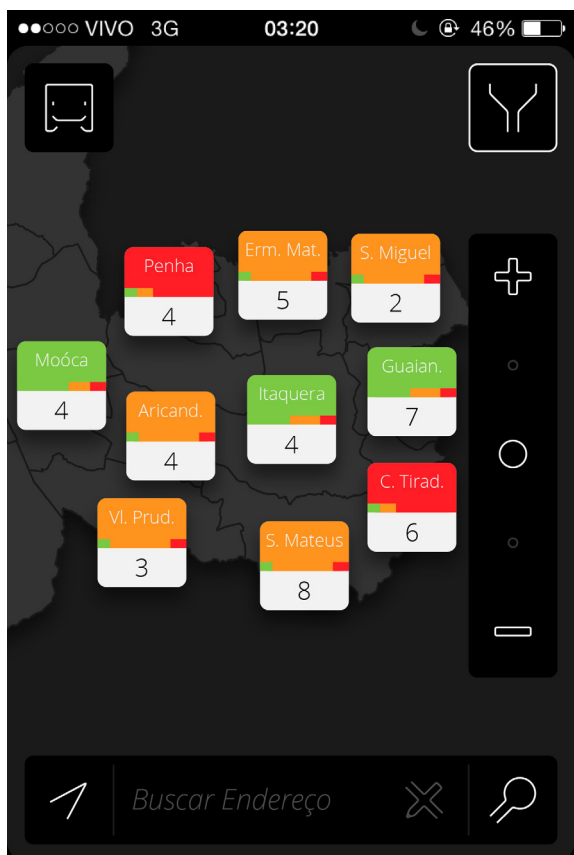 VIVO 3G 03:20 46%
Penha
4
Erm. Mat.
5
S. Miguel
2
Moóca
4
Aricand.
4
Itaquera
4
Guaian.
7
C. Tirad.
6
Vl. Prud.
3
S. Mateus
8
Buscar Endereço